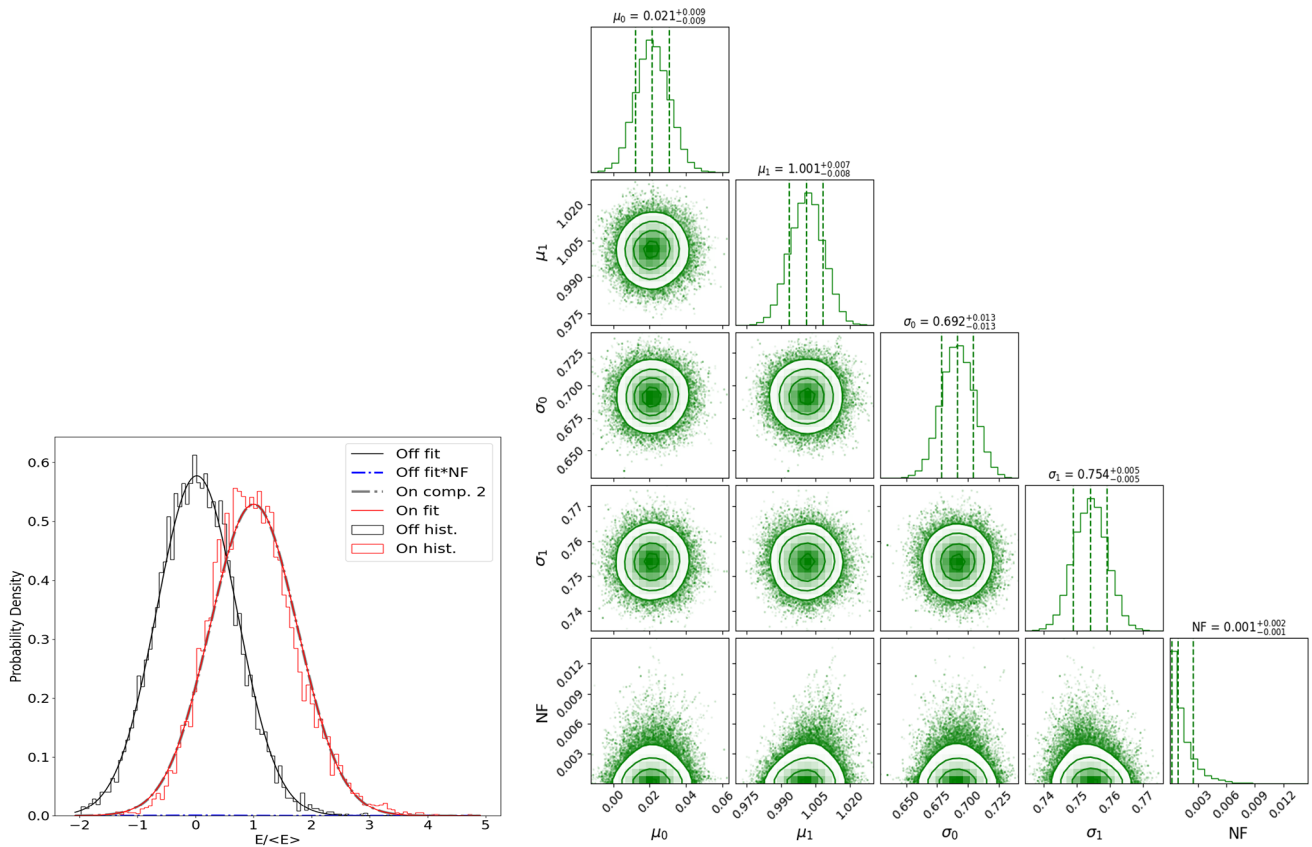 μ₀ = 0.021⁺⁰·⁰⁰⁹₋₀.₀₀₉
μ₁ = 1.001⁺⁰·⁰⁰⁷₋₀.₀₀₈
1.020
1.005
0.990
0.975
μ₁
σ₀ = 0.692⁺⁰·⁰¹³₋₀.₀₁₃
0.725
0.700
0.675
0.650
σ₀
σ₁ = 0.754⁺⁰·⁰⁰⁵₋₀.₀₀₅
0.77
0.76
0.75
0.74
σ₁
NF = 0.001⁺⁰·⁰⁰²₋₀.₀₀₁
0.012
0.009
0.006
0.003
NF
0.00 0.02 0.04 0.06
0.975 0.990 1.005 1.020
0.650 0.675 0.700 0.725
0.74 0.75 0.76 0.77
0.003 0.006 0.009 0.012
μ₀ μ₁ σ₀ σ₁ NF
Off fit
Off fit*NF
On comp. 2
On fit
Off hist.
On hist.
0.6
0.5
0.4
0.3
0.2
0.1
0.0
Probability Density
−2 −1 0 1 2 3 4 5
E/<E>